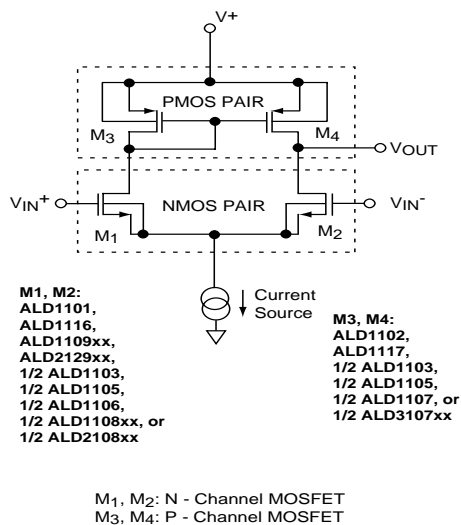 V+
PMOS PAIR
M3
M4
VOUT
VIN+
NMOS PAIR
VIN-
M1
M2
Current
Source
M1, M2:
ALD1101,
ALD1116,
ALD1109xx,
ALD2129xx,
1/2 ALD1103,
1/2 ALD1105,
1/2 ALD1106,
1/2 ALD1108xx, or
1/2 ALD2108xx
M3, M4:
ALD1102,
ALD1117,
1/2 ALD1103,
1/2 ALD1105,
1/2 ALD1107, or
1/2 ALD3107xx
M1, M2: N - Channel MOSFET
M3, M4: P - Channel MOSFET